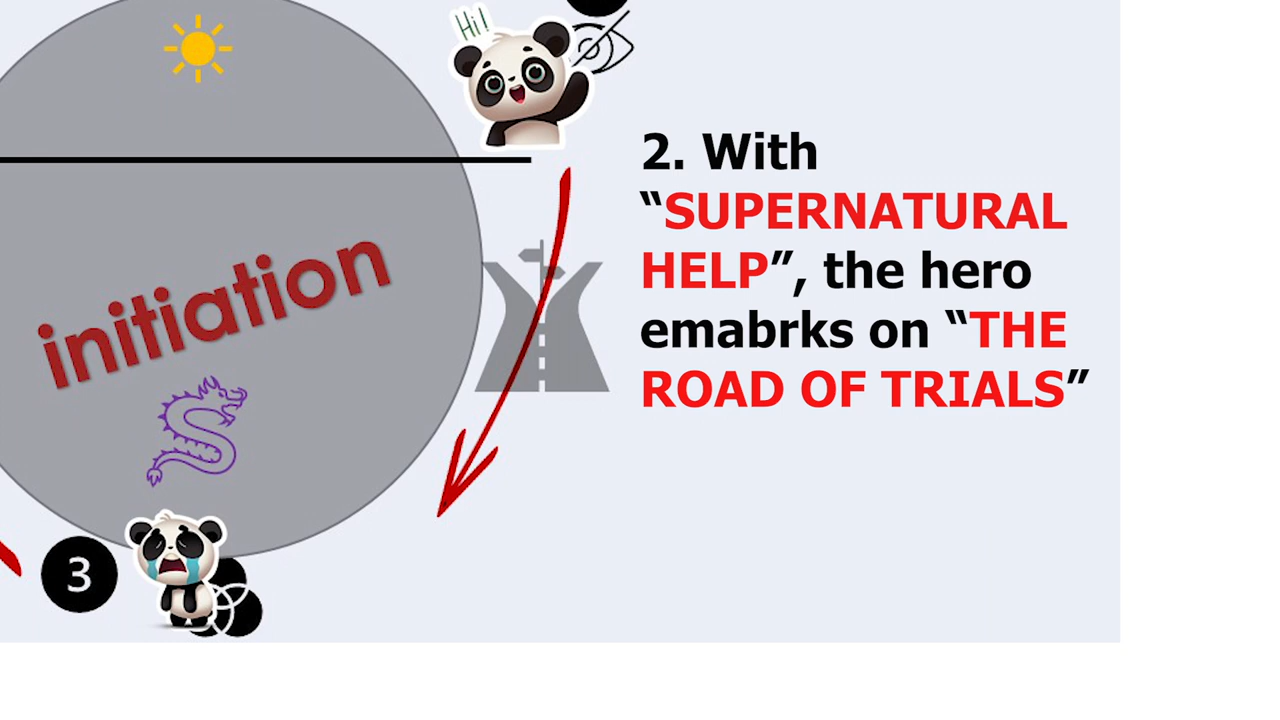 Hi!
2. With
“SUPERNATURAL
HELP”, the hero
emabrks on “THE
ROAD OF TRIALS”
initiation
3